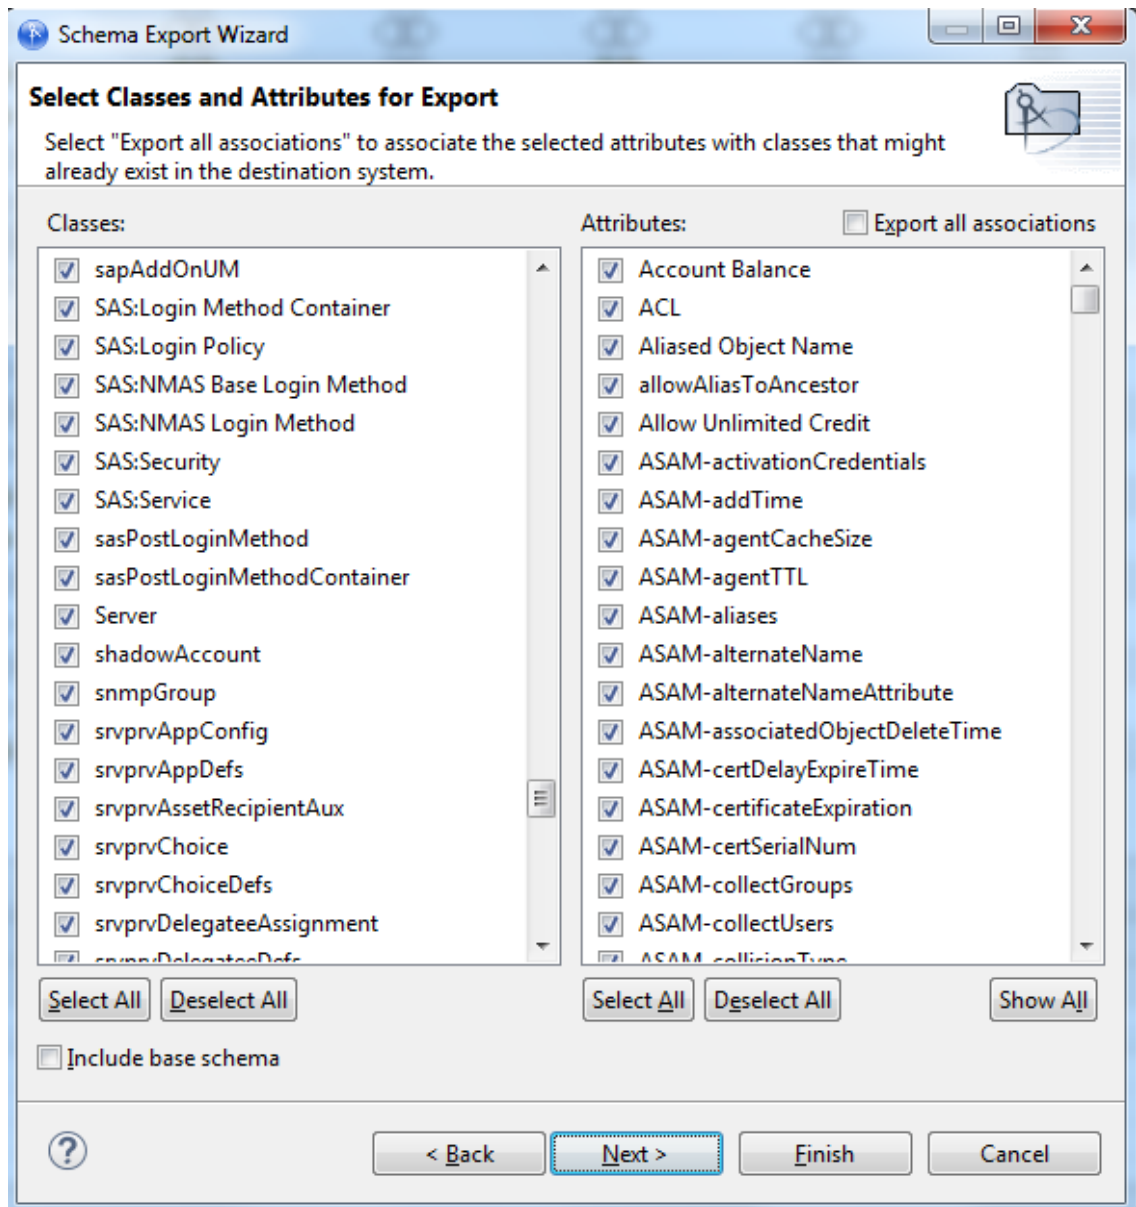 Schema Export Wizard
Select Classes and Attributes for Export
Select "Export all associations" to associate the selected attributes with classes that might
already exist in the destination system.
Classes:
Attributes:
Export all associations
sapAddOnUM
SAS:Login Method Container
SAS:Login Policy
SAS:NMAS Base Login Method
SAS:NMAS Login Method
SAS:Security
SAS:Service
sasPostLoginMethod
sasPostLoginMethodContainer
Server
shadowAccount
snmpGroup
srvprvAppConfig
srvprvAppDefs
srvprvAssetRecipientAux
srvprvChoice
srvprvChoiceDefs
srvprvDelegateeAssignment
srvprvDelegateeDefs
Account Balance
ACL
Aliased Object Name
allowAliasToAncestor
Allow Unlimited Credit
ASAM-activationCredentials
ASAM-addTime
ASAM-agentCacheSize
ASAM-agentTTL
ASAM-aliases
ASAM-alternateName
ASAM-alternateNameAttribute
ASAM-associatedObjectDeleteTime
ASAM-certDelayExpireTime
ASAM-certificateExpiration
ASAM-certSerialNum
ASAM-collectGroups
ASAM-collectUsers
ASAM-collisionType
Select All
Deselect All
Select All
Deselect All
Show All
Include base schema
?
< Back
Next >
Finish
Cancel